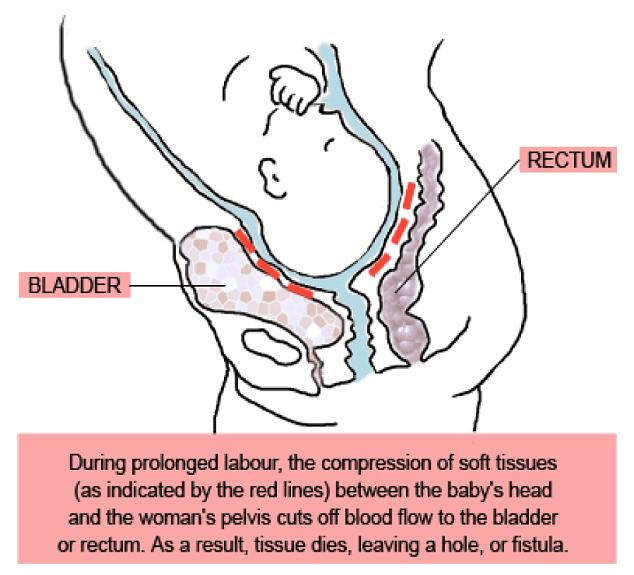 RECTUM
BLADDER
During prolonged labour, the compression of soft tissues
(as indicated by the red lines) between the baby's head
and the woman's pelvis cuts off blood flow to the bladder
or rectum. As a result, tissue dies, leaving a hole, or fistula.